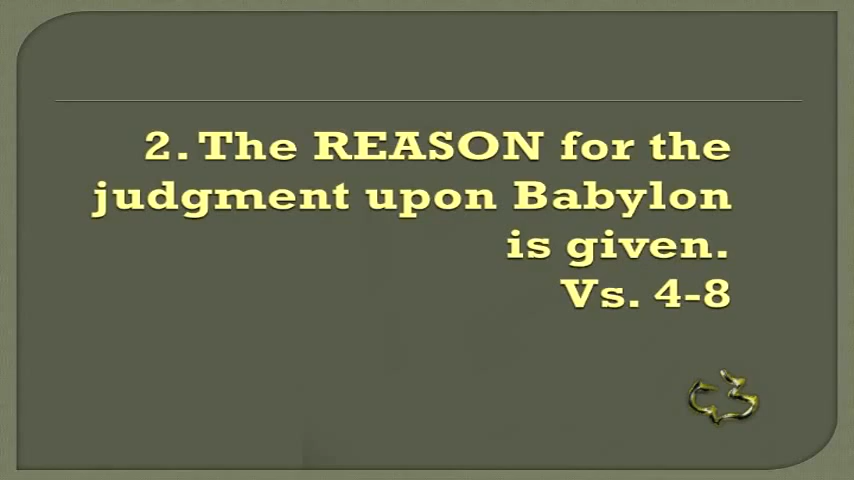 2. The REASON for the
judgment upon Babylon
is given.
Vs. 4-8